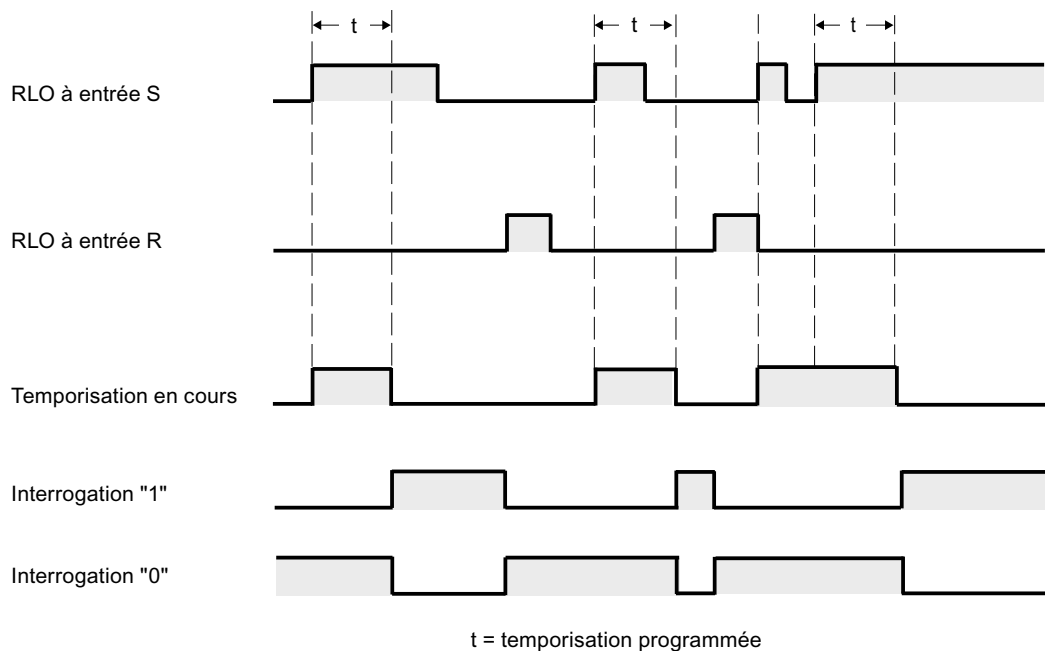 t
t
t
RLO à entrée S
RLO à entrée R
Temporisation en cours
Interrogation "1"
Interrogation "0"
t = temporisation programmée